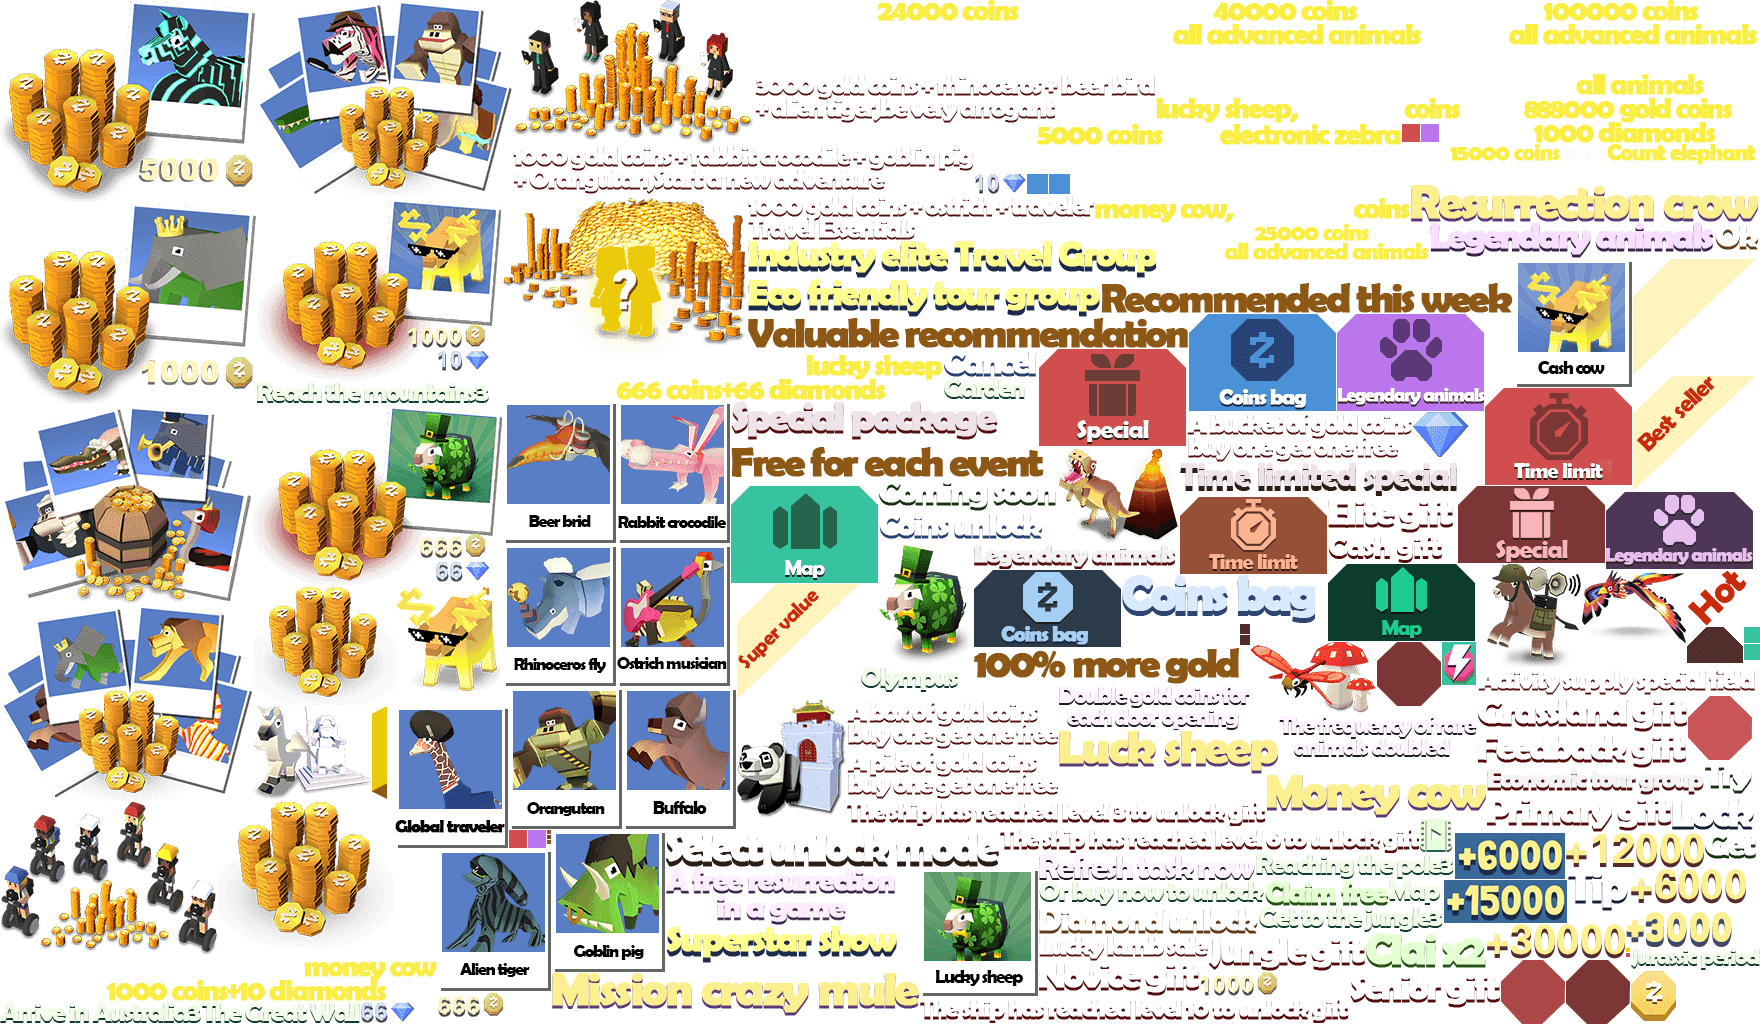 24000 coins
40000 coins
all advanced animals
100000 coins
all advanced animals
3000 gold coins + rhinoceros + beer bird
+ alien tiger,be very arrogant
all animals
888000 gold coins
1000 diamonds
lucky sheep,
coins
5000 coins
electronic zebra
15000 coins
Count elephant
5000
1000 gold coins + rabbit crocodile + goblin pig
+ Orangutan,Start a new adventure
10
1000 gold coins + ostrich + traveler
Travel Essentials
money cow,
coins
Resurrection crow
Legendary animals
Ok
25000 coins
all advanced animals
Industry elite Travel Group
Eco friendly tour group
Recommended this week
Valuable recommendation
1000
10
1000
Reach the mountains3
lucky sheep
Cancel
666 coins+66 diamonds
Garden
Coins bag
Legendary animals
Cash cow
Special package
Special
A bucket of gold coins
buy one get one free
Time limit
Best seller
Free for each event
Time limited special
Beer brid
Rabbit crocodile
Coming soon
Coins unlock
Elite gift
Cash gift
Special
Legendary animals
666
66
Map
Legendary animals
Time limit
Coins bag
Coins bag
Map
Hot
Super value
Rhinoceros fly
Ostrich musician
100% more gold
Olympus
Activity supply special field
Double gold coins for
each door opening
The frequency of rare
animals doubled
Grassland gift
Feedback gift
A box of gold coins
buy one get one free
Luck sheep
A pile of gold coins
buy one get one free
Economic tour group
Try
Money cow
Global traveler
Orangutan
Buffalo
The ship has reached level 3 to unlock gift
Primary gift
Lock
The ship has reached level 6 to unlock gift
Select unlock mode
Refresh task now
Reaching the poles3
+6000
+12000
Get
A free resurrection
in a game
Or buy now to unlock
Claim free
Map
+15000
Tip
+6000
Diamond unlock
Get to the jungle3
Superstar show
+30000
+3000
Lucky lamb sale
Jungle gift
Clai x2
Jurassic period
Goblin pig
Alien tiger
Lucky sheep
Novice gift
1000
money cow
1000 coins+10 diamonds
Mission crazy mule
Senior gift
Arrive in Australia3
The Great Wall
66
666
The ship has reached level 10 to unlock gift